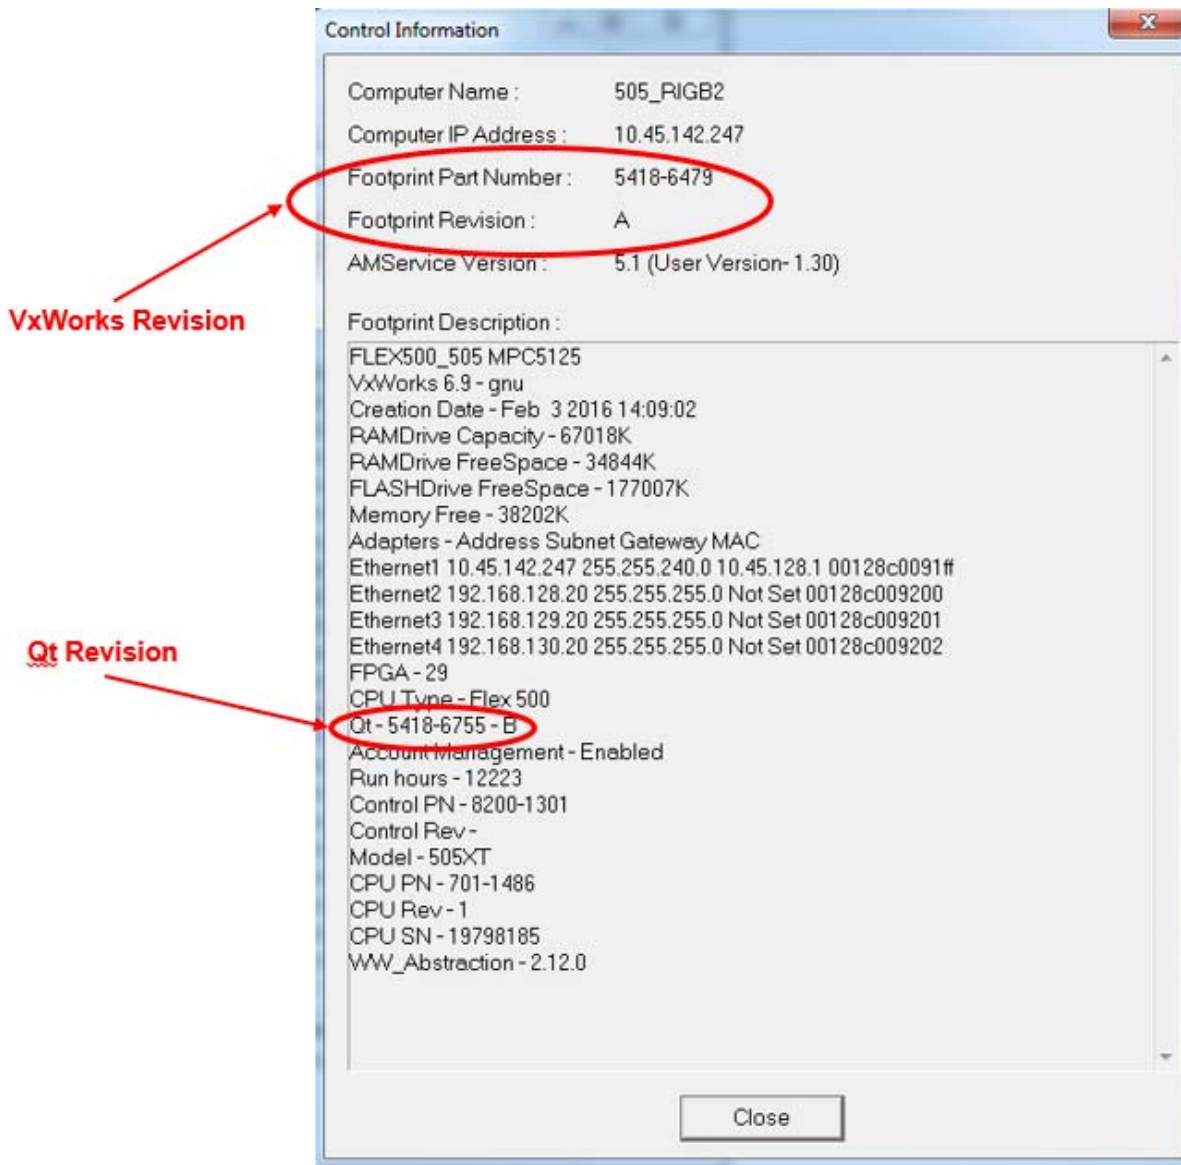 Control Information
Computer Name : 505_RIGB2
Computer IP Address : 10.45.142.247
Footprint Part Number : 5418-6479
Footprint Revision : A
AMService Version : 5.1 (User Version- 1.30)
VxWorks Revision
Footprint Description :
FLEX500_505 MPC5125
VxWorks 6.9 - gnu
Creation Date - Feb  3 2016 14:09:02
RAMDrive Capacity - 67018K
RAMDrive FreeSpace - 34844K
FLASHDrive FreeSpace - 177007K
Memory Free - 38202K
Adapters - Address Subnet Gateway MAC
Ethernet1 10.45.142.247 255.255.240.0 10.45.128.1 00128c0091ff
Ethernet2 192.168.128.20 255.255.255.0 Not Set 00128c009200
Ethernet3 192.168.129.20 255.255.255.0 Not Set 00128c009201
Ethernet4 192.168.130.20 255.255.255.0 Not Set 00128c009202
Qt Revision
FPGA - 29
CPU Type - Flex 500
Qt - 5418-6755 - B
Account Management - Enabled
Run hours - 12223
Control PN - 8200-1301
Control Rev -
Model - 505XT
CPU PN - 701-1486
CPU Rev - 1
CPU SN - 19798185
WW_Abstraction - 2.12.0
Close